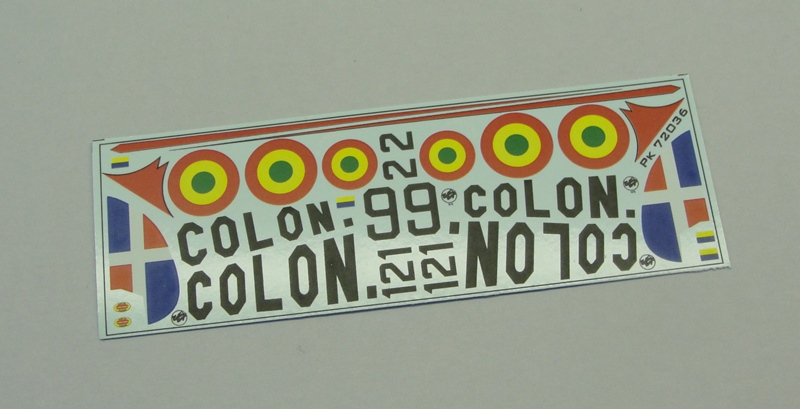 22
PK 72036
COLON. 99. COLON.
COLON. 121 121 COLON